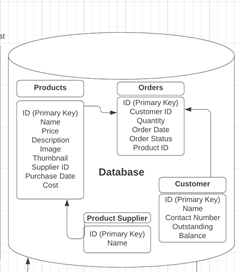 st
Products
ID (Primary Key)
Name
Price
Description
Image
Thumbnail
Supplier ID
Purchase Date
Cost
Orders
ID (Primary Key)
Customer ID
Quantity
Order Date
Order Status
Product ID
Database
Customer
ID (Primary Key)
Name
Contact Number
Outstanding
Balance
Product Supplier
ID (Primary Key)
Name